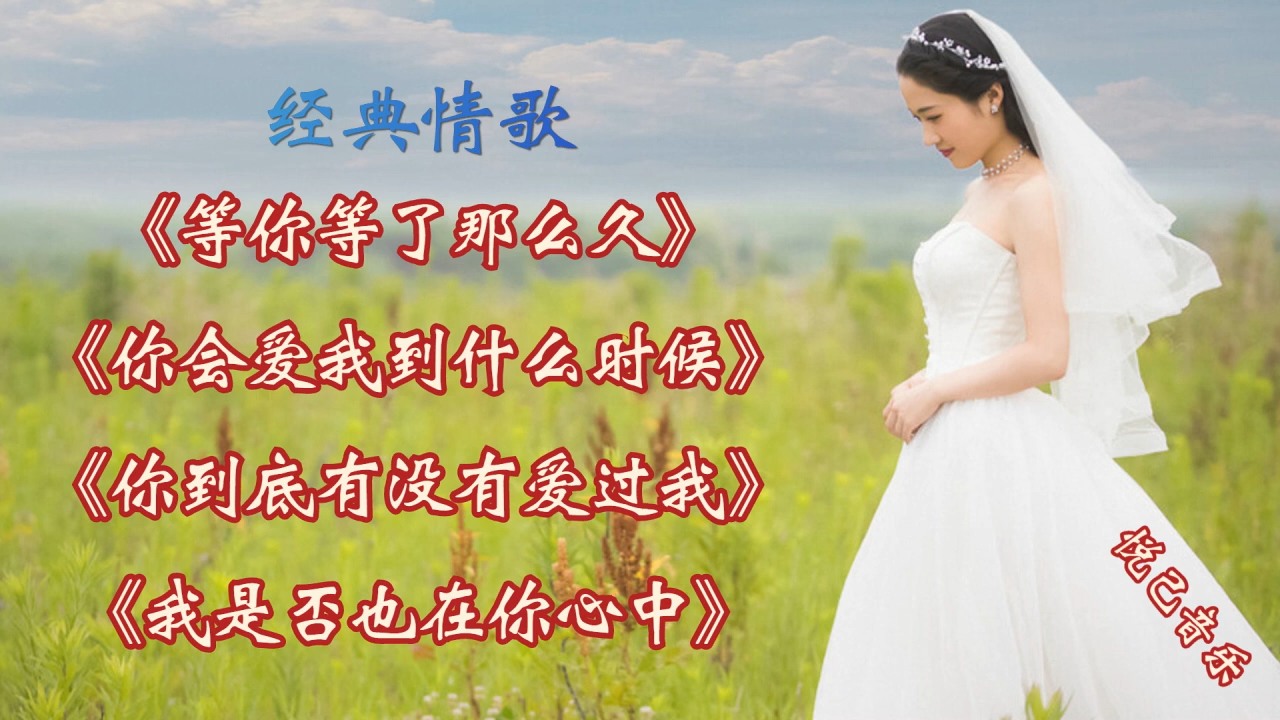 经典情歌
《等你等了那么久》
《你会爱我到什么时候》
《你到底有没有爱过我》
《我是否也在你心中》
悦己音乐